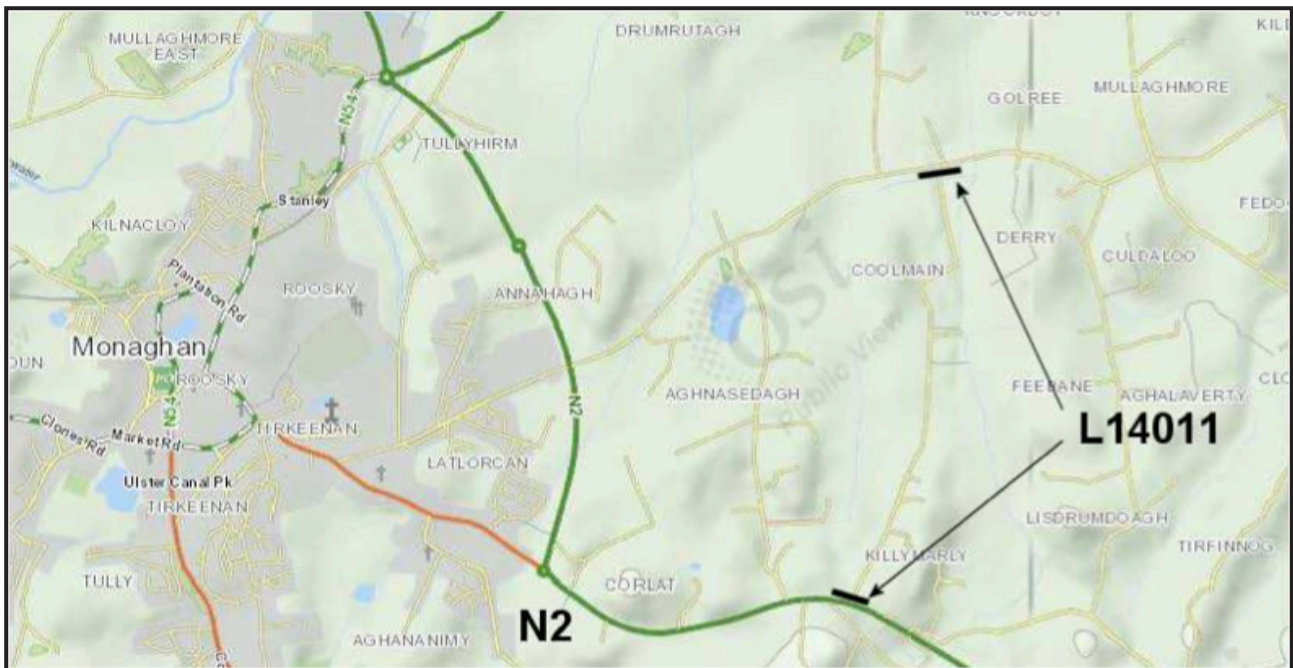 KNOCKBOY
DRUMRUTAGH
MULLAGHMORE
EAST
MULLAGHMORE
GOLREE
N54
TULLYHIRM
Stanley
KILNACLOY
DERRY
CULDALOO
COOLMAIN
Plantation Rd
ROOSKY
ANNAHAGH
OSi
Public View
Monaghan
ROOSKY
N2
AGHNASEDAGH
FEEBANE
AGHALAVERTY
N54
Clones Rd
Market Rd
TIRKEENAN
L14011
LATLORCAN
Ulster Canal Pk
TIRKEENAN
LISDRUMDOAGH
TIRFINNOG
KILLYMARLY
TULLY
CORLAT
N2
AGHANANIMY